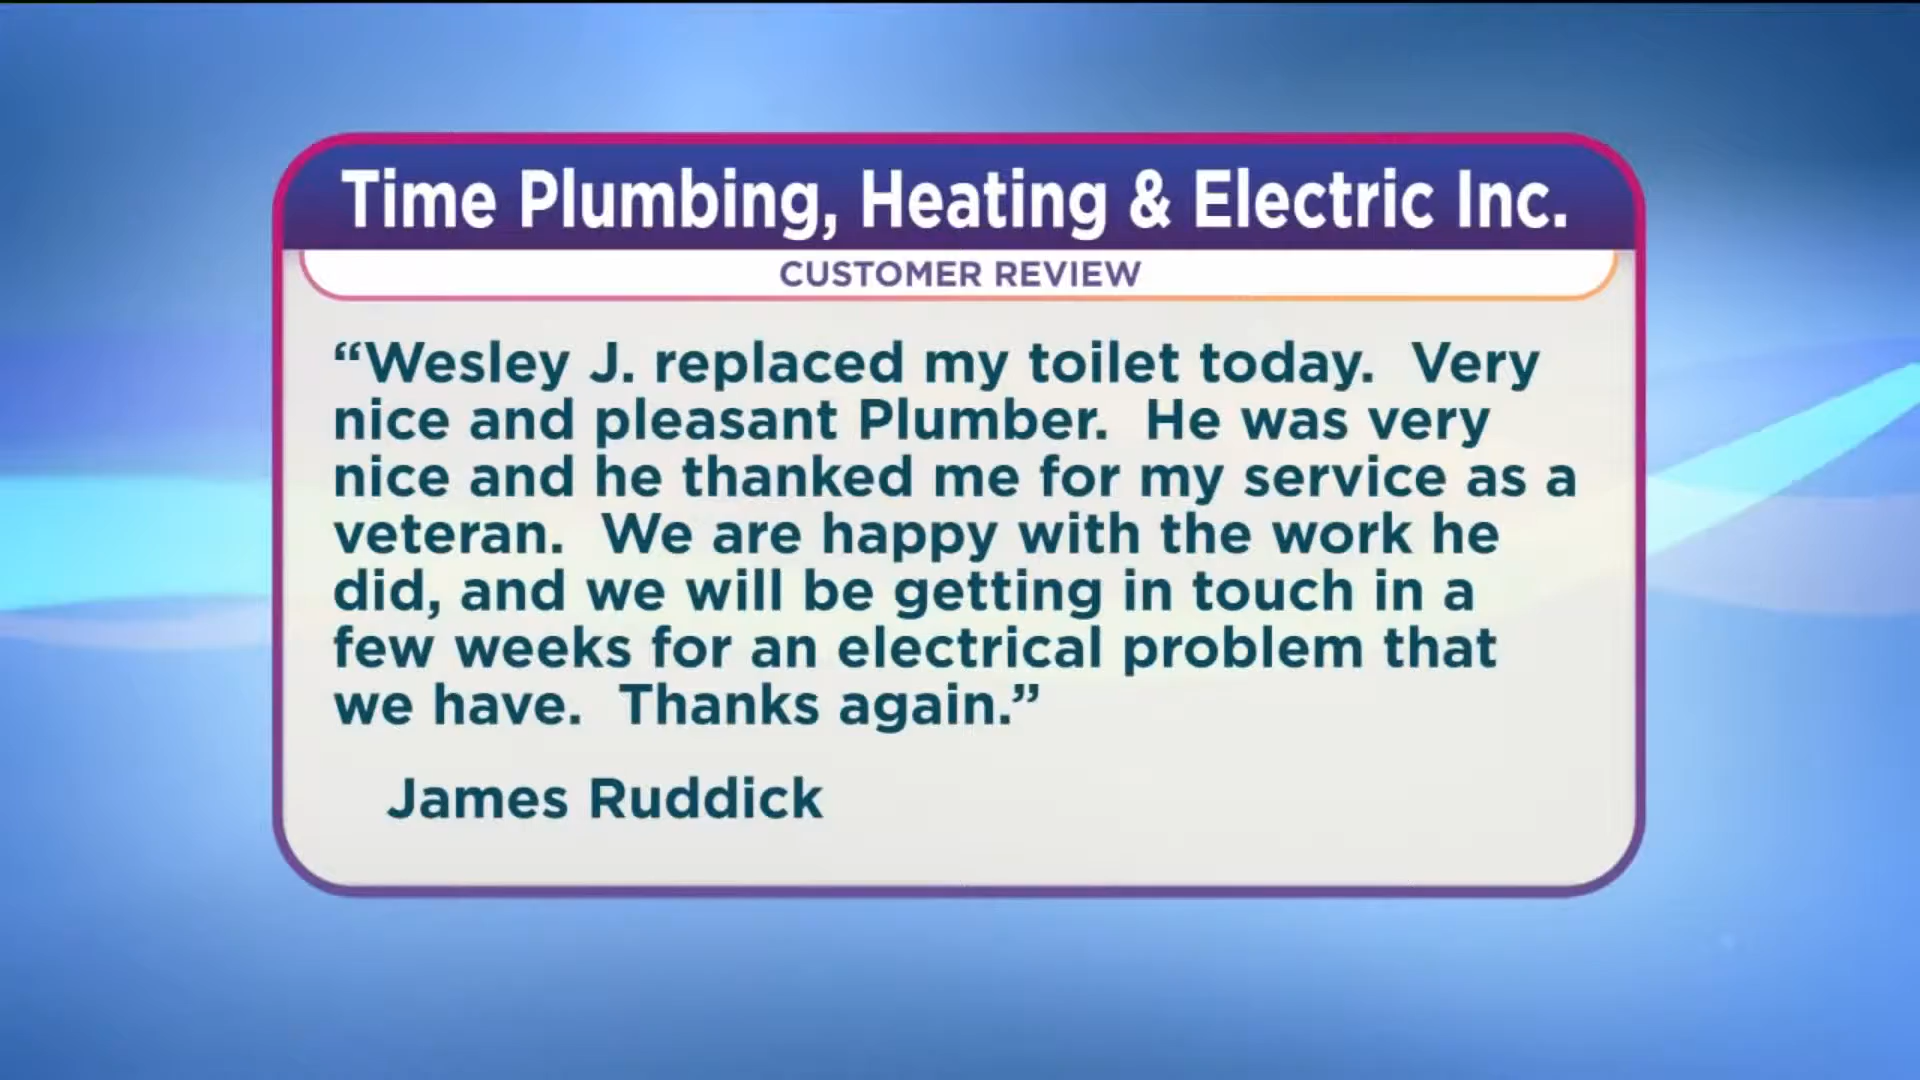 Time Plumbing, Heating & Electric Inc.
CUSTOMER REVIEW
“Wesley J. replaced my toilet today.  Very
nice and pleasant Plumber.  He was very
nice and he thanked me for my service as a
veteran.  We are happy with the work he
did, and we will be getting in touch in a
few weeks for an electrical problem that
we have.  Thanks again.”
James Ruddick